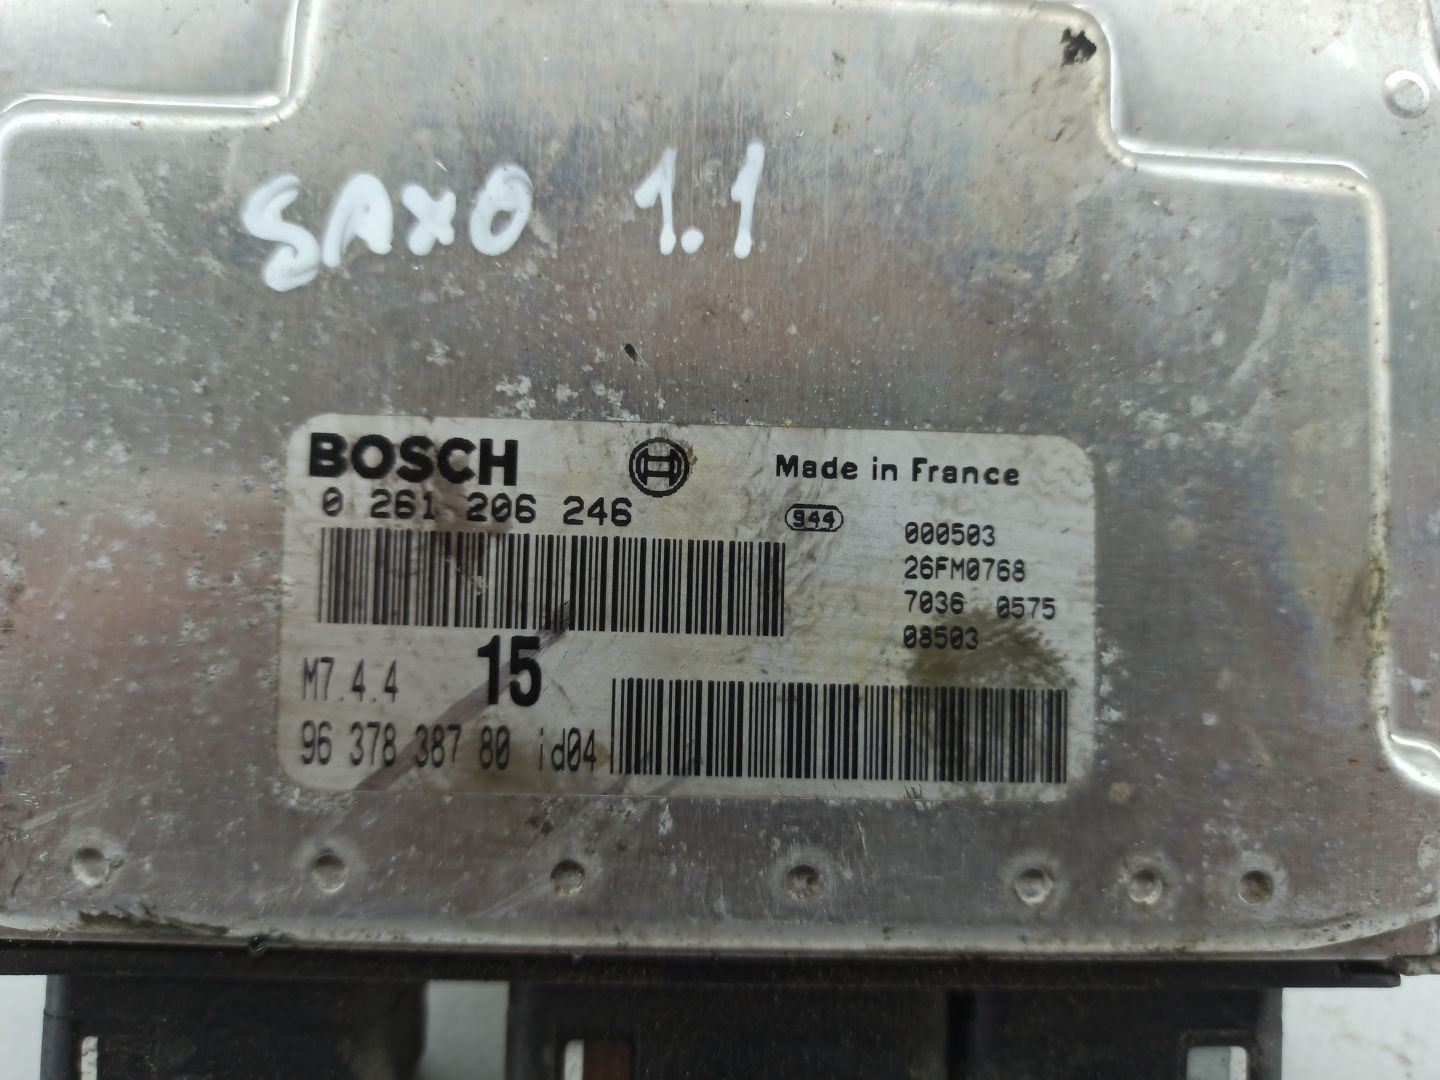 SAXO 1.1
BOSCH
Made in France
0 261 206 246
944
000503
26FM0768
7036 0575
08503
M7.4.4
15
96 378 387 80 id04